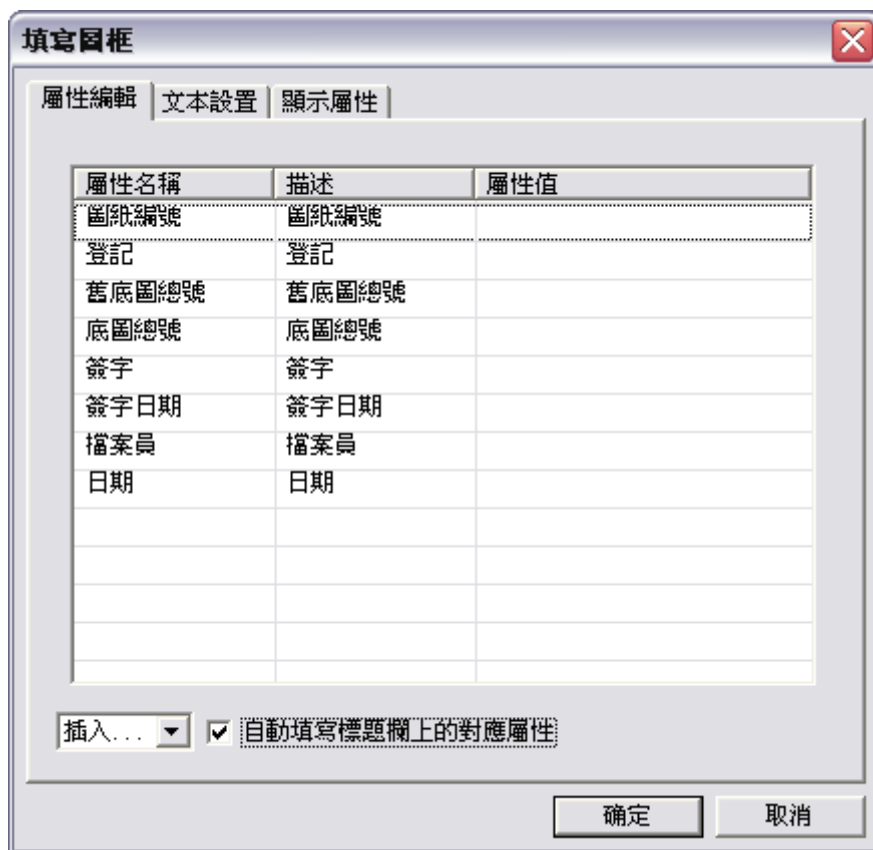 填寫圖框
屬性編輯 文本設置 顯示屬性
屬性名稱 描述 屬性值
圖紙編號 圖紙編號
登記 登記
舊底圖總號 舊底圖總號
底圖總號 底圖總號
簽字 簽字
簽字日期 簽字日期
檔案員 檔案員
日期 日期
插入... 自動填寫標題欄上的對應屬性
确定 取消